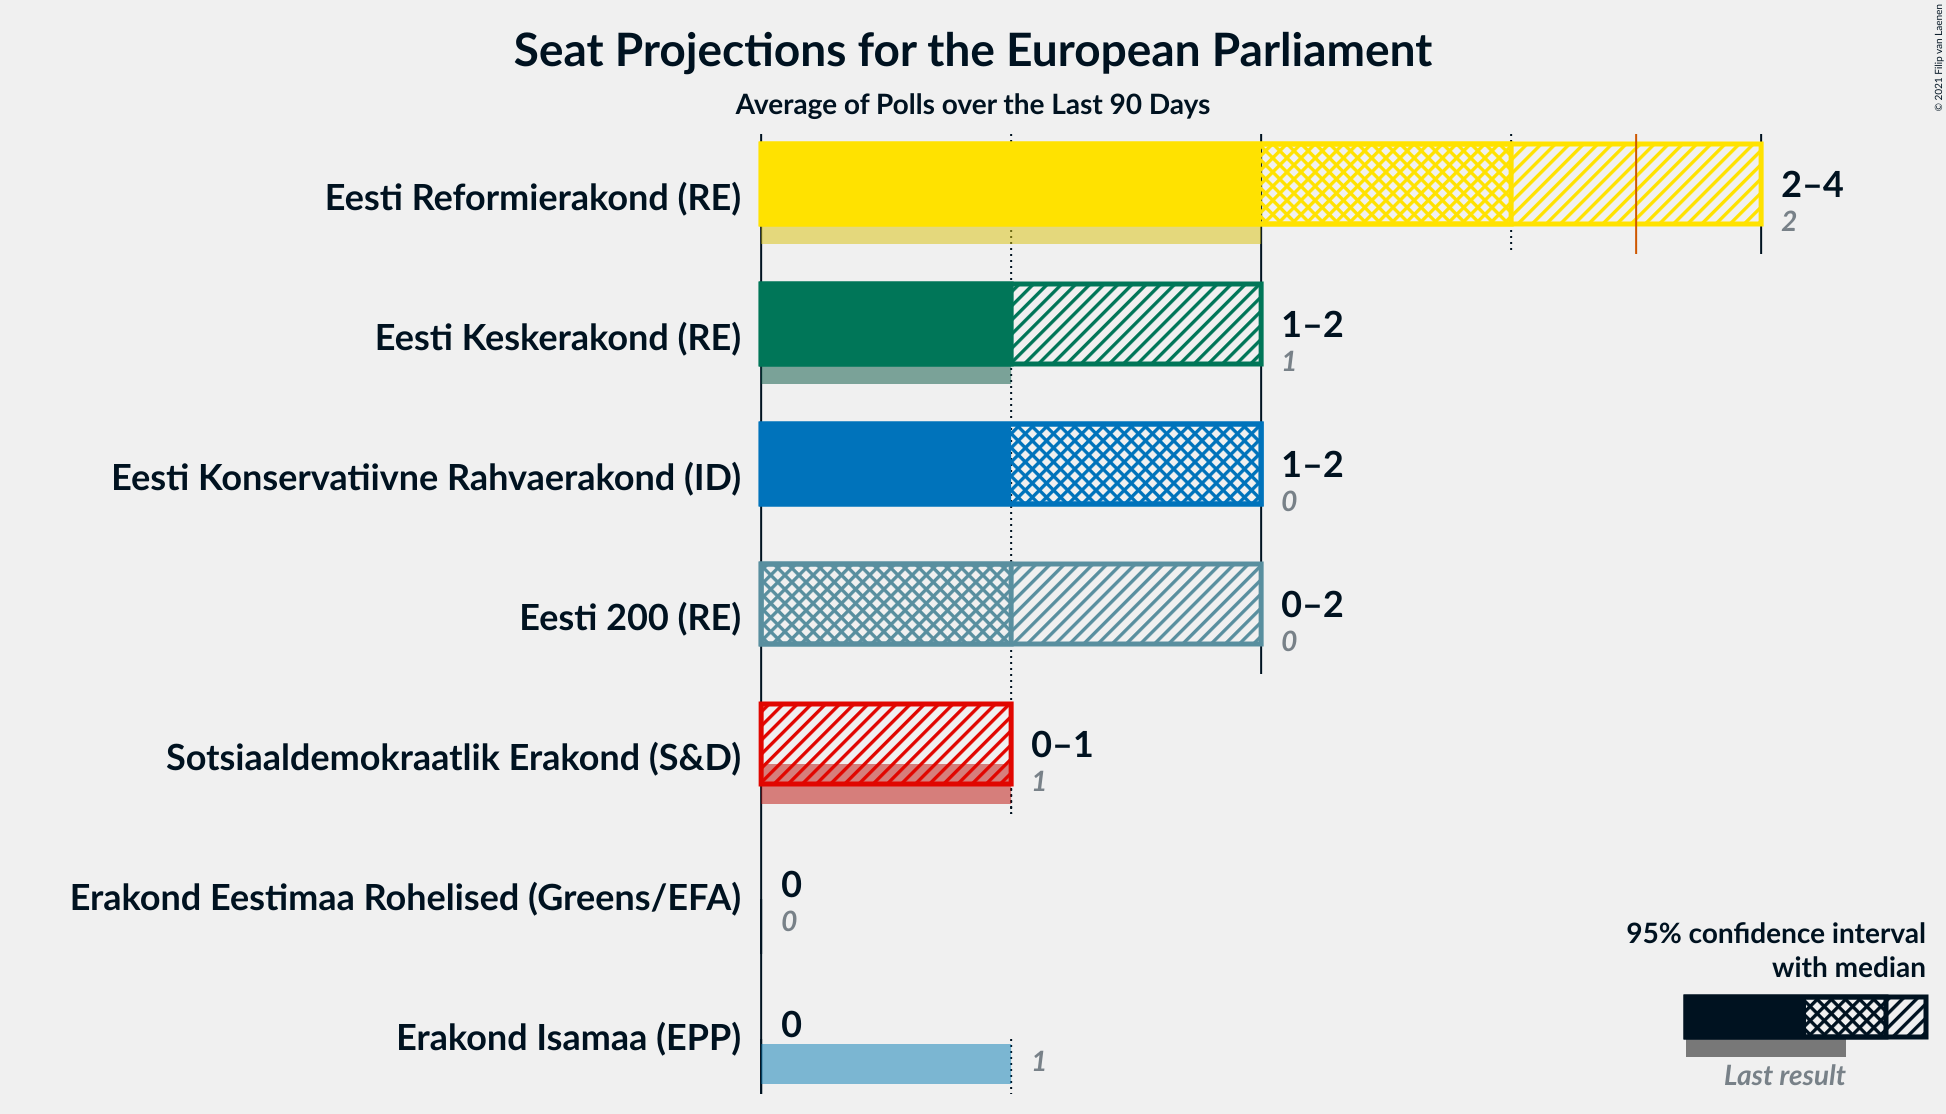 Seat Projections for the European Parliament
Average of Polls over the Last 90 Days
© 2021 Filip van Laenen
Eesti Reformierakond (RE)
2–4
2
Eesti Keskerakond (RE)
1–2
1
Eesti Konservatiivne Rahvaerakond (ID)
1–2
0
Eesti 200 (RE)
0–2
0
Sotsiaaldemokraatlik Erakond (S&D)
0–1
1
Erakond Eestimaa Rohelised (Greens/EFA)
0
0
Erakond Isamaa (EPP)
0
1
95% confidence interval
with median
Last result